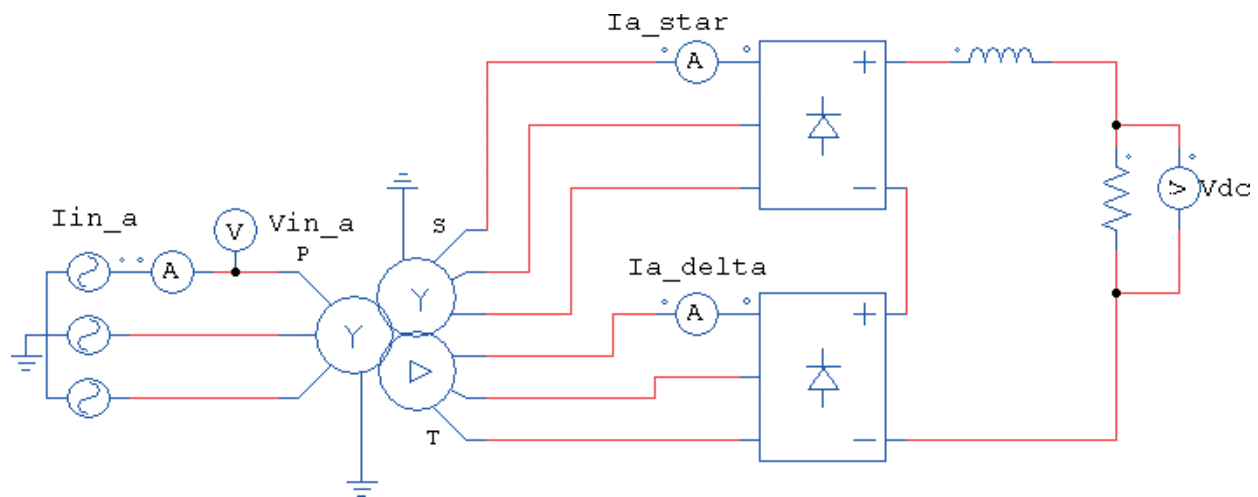 Ia_star
A
+
S
Iin_a
V
Vin_a
P
A
Y
Y
−
V
Vdc
Ia_delta
A
+
T
−